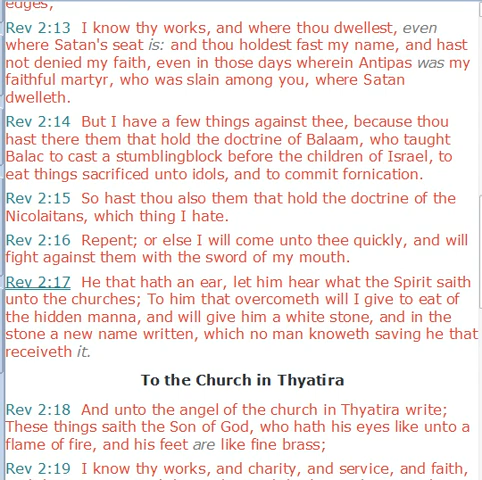 edges;
Rev 2:13 I know thy works, and where thou dwellest, even
where Satan's seat is: and thou holdest fast my name, and hast
not denied my faith, even in those days wherein Antipas was my
faithful martyr, who was slain among you, where Satan
dwelleth.
Rev 2:14 But I have a few things against thee, because thou
hast there them that hold the doctrine of Balaam, who taught
Balac to cast a stumblingblock before the children of Israel, to
eat things sacrificed unto idols, and to commit fornication.
Rev 2:15 So hast thou also them that hold the doctrine of the
Nicolaitans, which thing I hate.
Rev 2:16 Repent; or else I will come unto thee quickly, and will
fight against them with the sword of my mouth.
Rev 2:17 He that hath an ear, let him hear what the Spirit saith
unto the churches; To him that overcometh will I give to eat of
the hidden manna, and will give him a white stone, and in the
stone a new name written, which no man knoweth saving he that
receiveth it.
To the Church in Thyatira
Rev 2:18 And unto the angel of the church in Thyatira write;
These things saith the Son of God, who hath his eyes like unto a
flame of fire, and his feet are like fine brass;
Rev 2:19 I know thy works, and charity, and service, and faith,